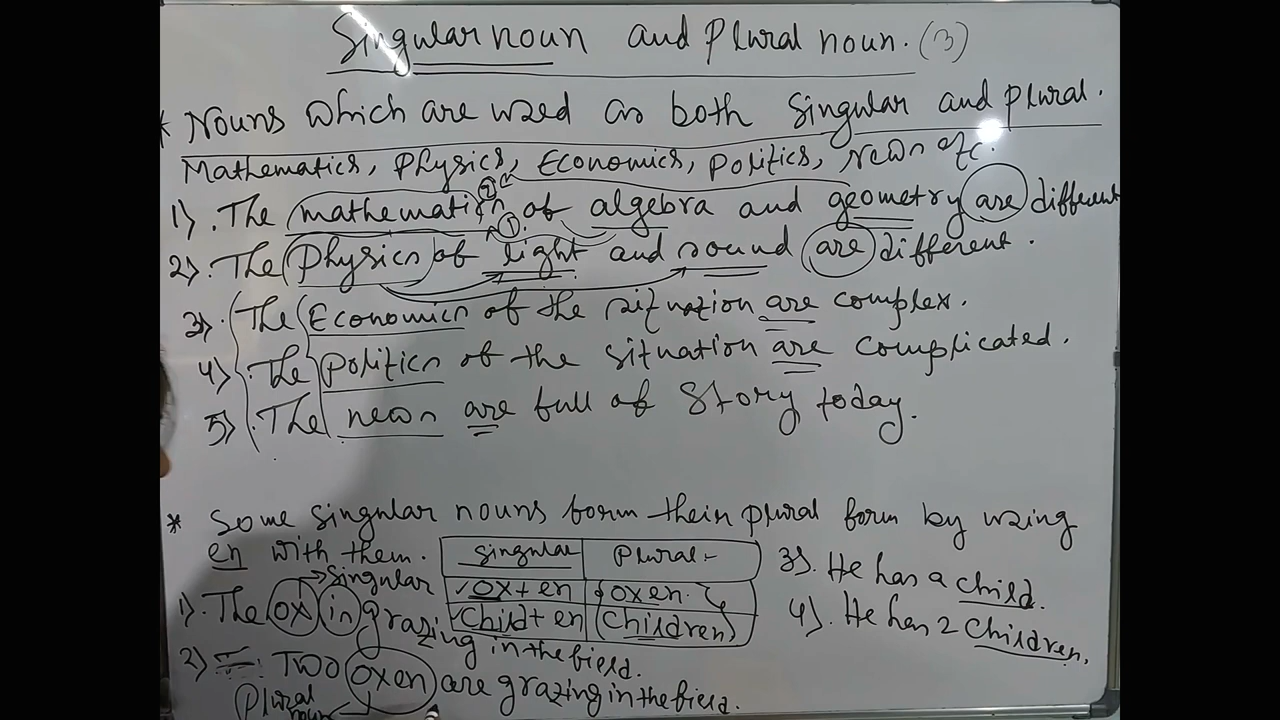 Singular noun and Plural noun. (3)
* Nouns which are used as both singular and plural.
Mathematics, Physics, Economics, Politics, News etc.
1). The mathematics of algebra and geometry are different
2). The Physics of light and sound are different.
3). The Economics of the situation are complex.
4) . The Politics of the situation are complicated.
5) . The news are full of story today.
* Some singular nouns form their plural form by using
en with them.
Singular Plural :-
Ox + en oxen.
Child + en Children
→ Singular
1). The ox is grazing in the field.
2) Two oxen are grazing in the field.
Plural noun
3). He has a child.
4). He has 2 children.